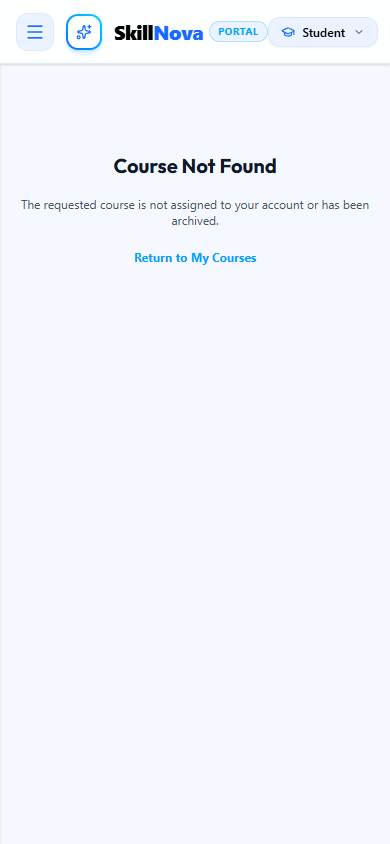 SkillNova PORTAL Student
Course Not Found
The requested course is not assigned to your account or has been
archived.
Return to My Courses